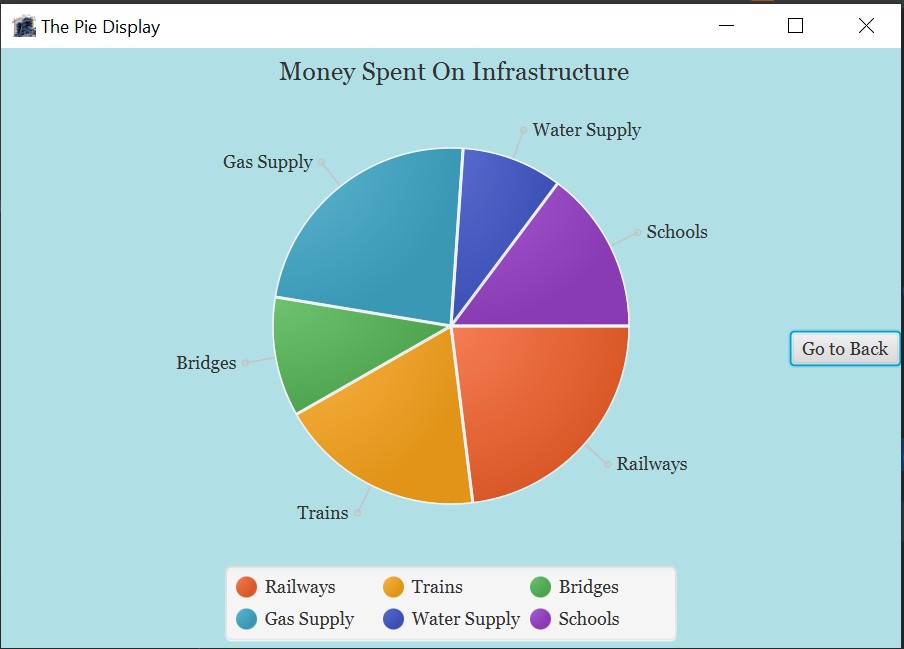 The Pie Display
Money Spent On Infrastructure
Water Supply
Gas Supply
Schools
Go to Back
Bridges
Railways
Trains
Railways Trains Bridges
Gas Supply Water Supply Schools